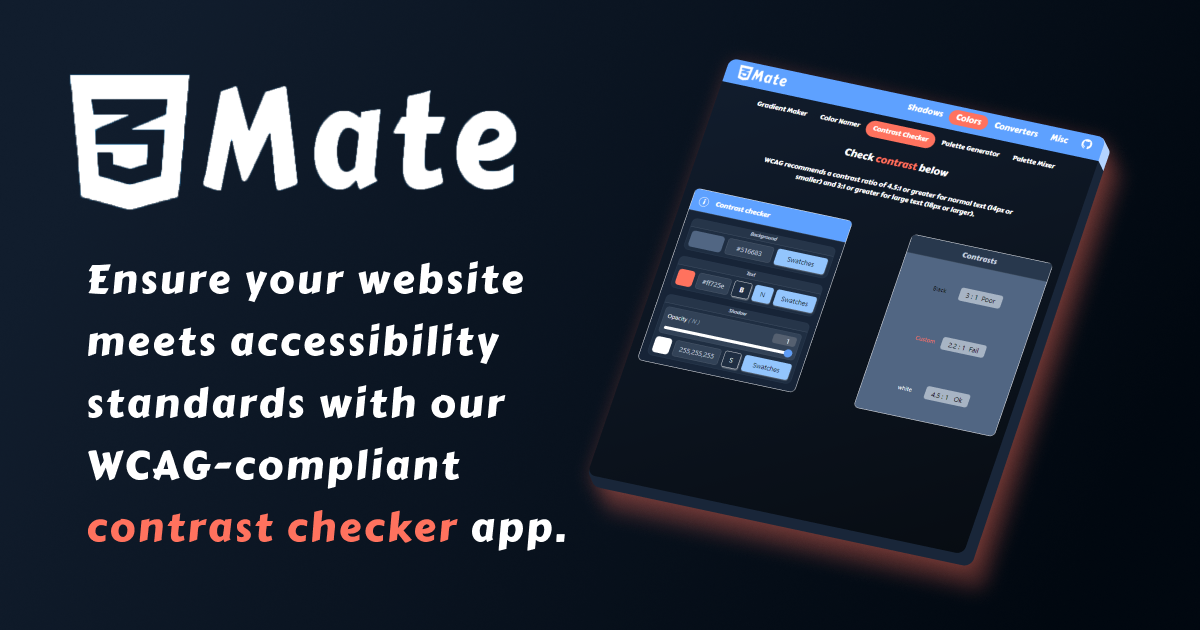 3 Mate
Ensure your website
meets accessibility
standards with our
WCAG-compliant
contrast checker app.
3 Mate
Shadows Colors Converters Misc
Gradient Maker Color Namer Contrast Checker Palette Generator Palette Mixer
Check contrast below
WCAG recommends a contrast ratio of 4.5:1 or greater for normal text (14px or
smaller) and 3:1 or greater for large text (18px or larger).
i Contrast checker
Background
#516683 Swatches
Text
#ff725e B N Swatches
Shadow
Opacity ( % ) 1
255,255,255 S Swatches
Contrasts
Black 3 : 1 Poor
Custom 2.2 : 1 Fail
white 4.5 : 1 Ok